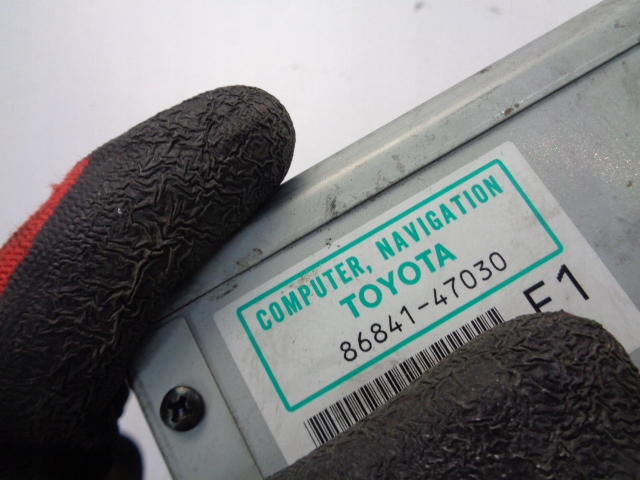 COMPUTER, NAVIGATION
TOYOTA
86841-47030
E1